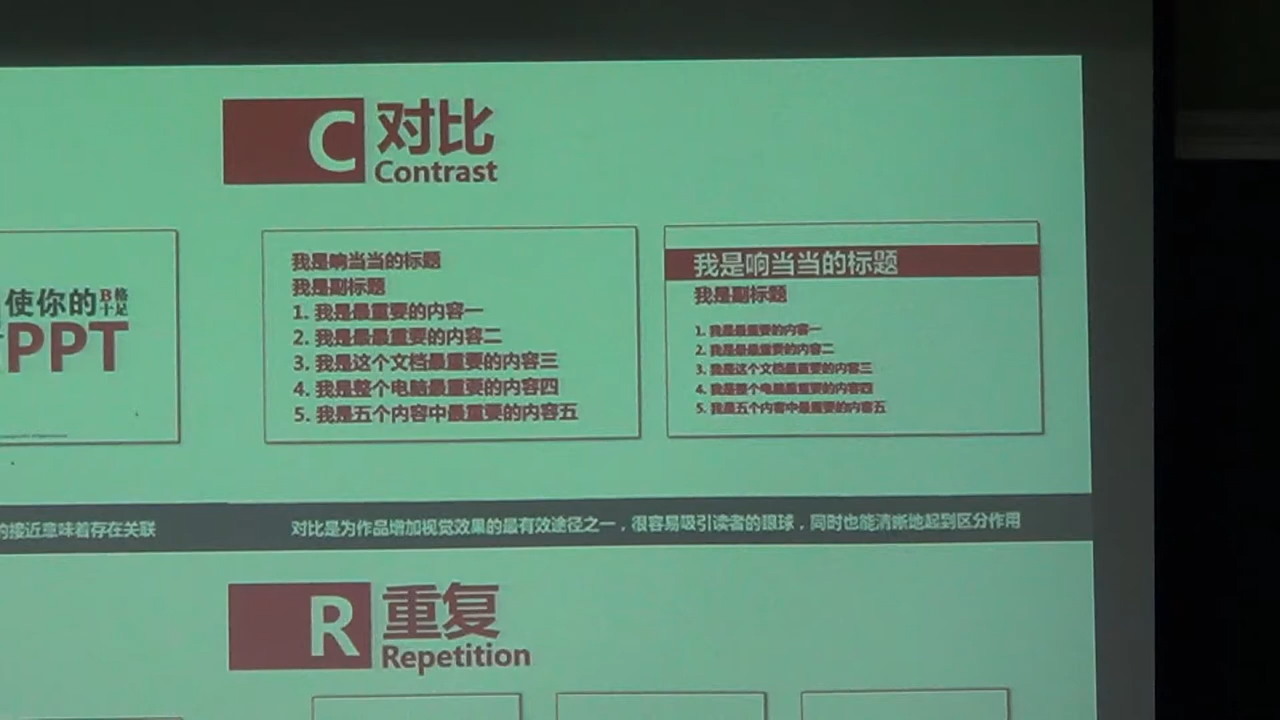 C 对比
Contrast
使你的B格
十足
PPT
我是响当当的标题
我是副标题
1. 我是最重要的内容一
2. 我是最最重要的内容二
3. 我是这个文档最重要的内容三
4. 我是整个电脑最重要的内容四
5. 我是五个内容中最重要的内容五
我是响当当的标题
我是副标题
1. 我是最重要的内容一
2. 我是最最重要的内容二
3. 我是这个文档最重要的内容三
4. 我是整个电脑最重要的内容四
5. 我是五个内容中最重要的内容五
的接近意味着存在关联
对比是为作品增加视觉效果的最有效途径之一，很容易吸引读者的眼球，同时也能清晰地起到区分作用
R 重复
Repetition